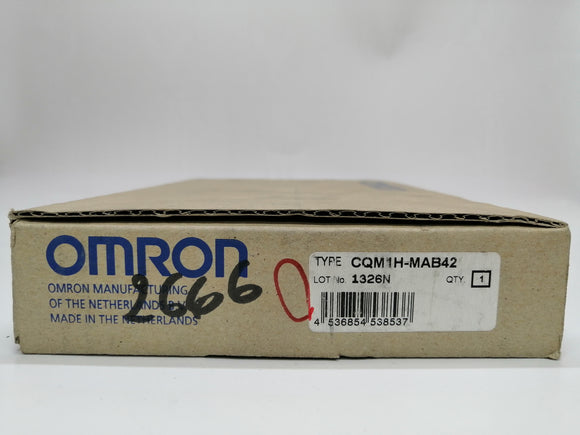 OMRON
OMRON MANUFACTURING
OF THE NETHERLANDS B.V.
MADE IN THE NETHERLANDS
2666
TYPE CQM1H-MAB42
LOT No. 1326N QTY. 1
4 536854 538537